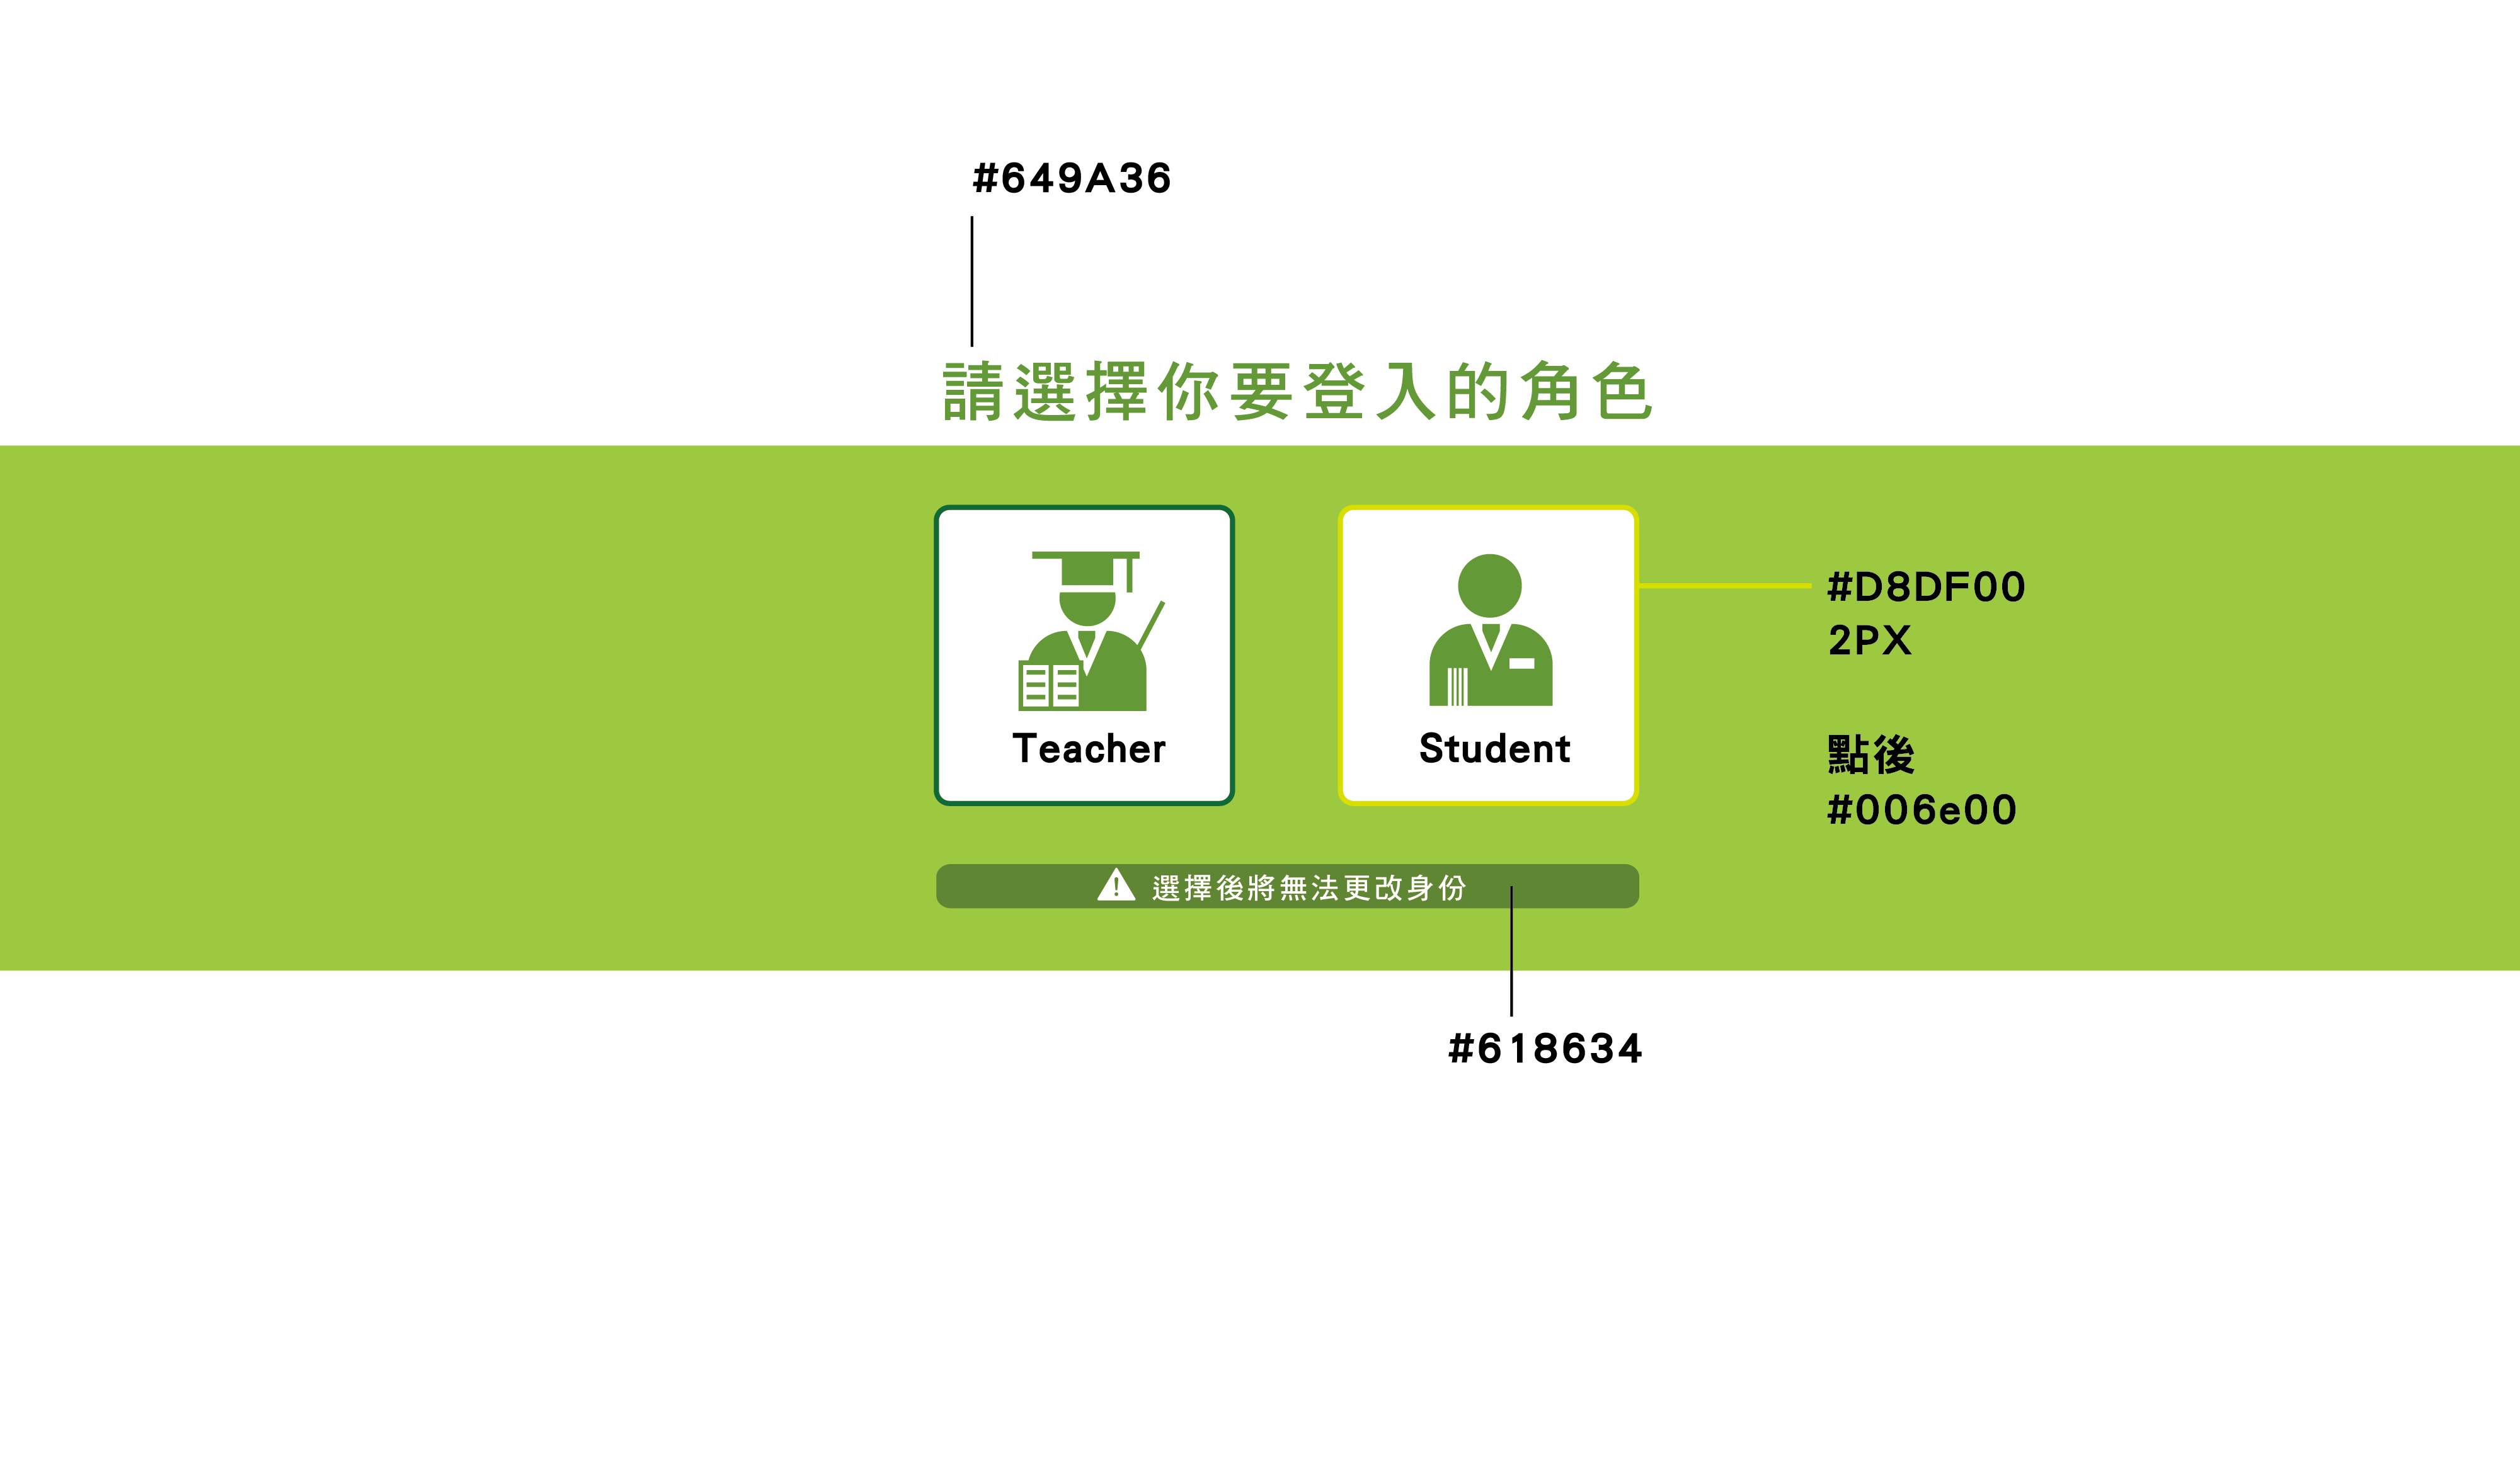 #649A36
請選擇你要登入的角色
Teacher
Student
#D8DF00
2PX
點後
#006e00
選擇後將無法更改身份
#618634